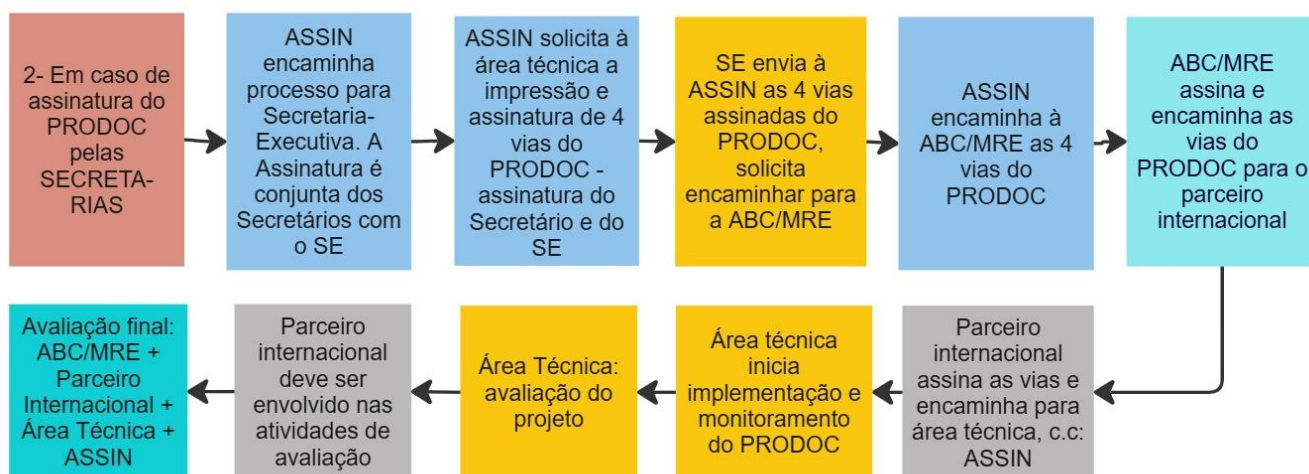 2- Em caso de
assinatura do
PRODOC
pelas
SECRETA-
RIAS
ASSIN
encaminha
processo para
Secretaria-
Executiva. A
Assinatura é
conjunta dos
Secretários com
o SE
ASSIN solicita à
área técnica a
impressão e
assinatura de 4
vias do
PRODOC -
assinatura do
Secretário e do
SE
SE envia à
ASSIN as 4 vias
assinadas do
PRODOC,
solicita
encaminhar para
a ABC/MRE
ASSIN
encaminha à
ABC/MRE as 4
vias do
PRODOC
ABC/MRE
assina e
encaminha as
vias do
PRODOC para o
parceiro
internacional
Parceiro
internacional
assina as vias e
encaminha para
área técnica, c.c:
ASSIN
Área técnica
inicia
implementação e
monitoramento
do PRODOC
Área Técnica:
avaliação do
projeto
Parceiro
internacional
deve ser
envolvido nas
atividades de
avaliação
Avaliação final:
ABC/MRE +
Parceiro
Internacional +
Área Técnica +
ASSIN